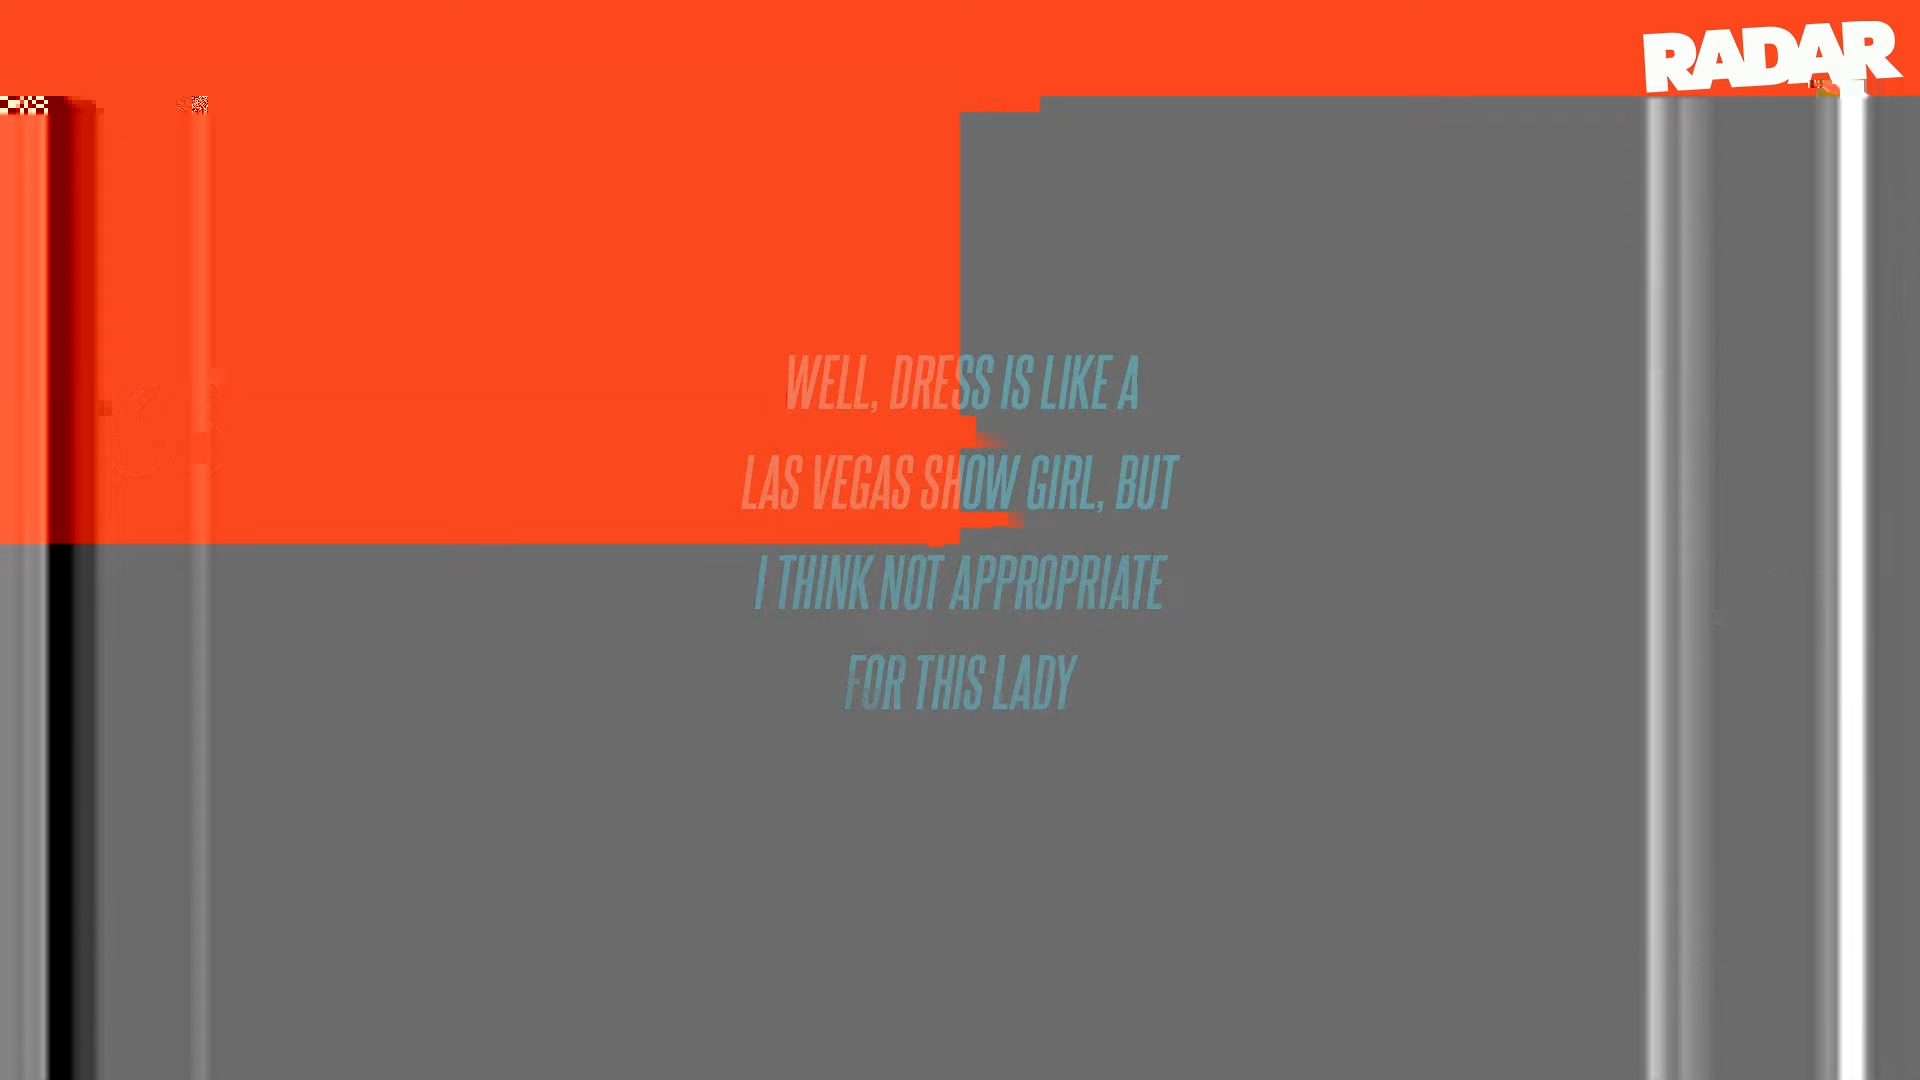 RADAR
WELL, DRESS IS LIKE A
LAS VEGAS SHOW GIRL, BUT
I THINK NOT APPROPRIATE
FOR THIS LADY